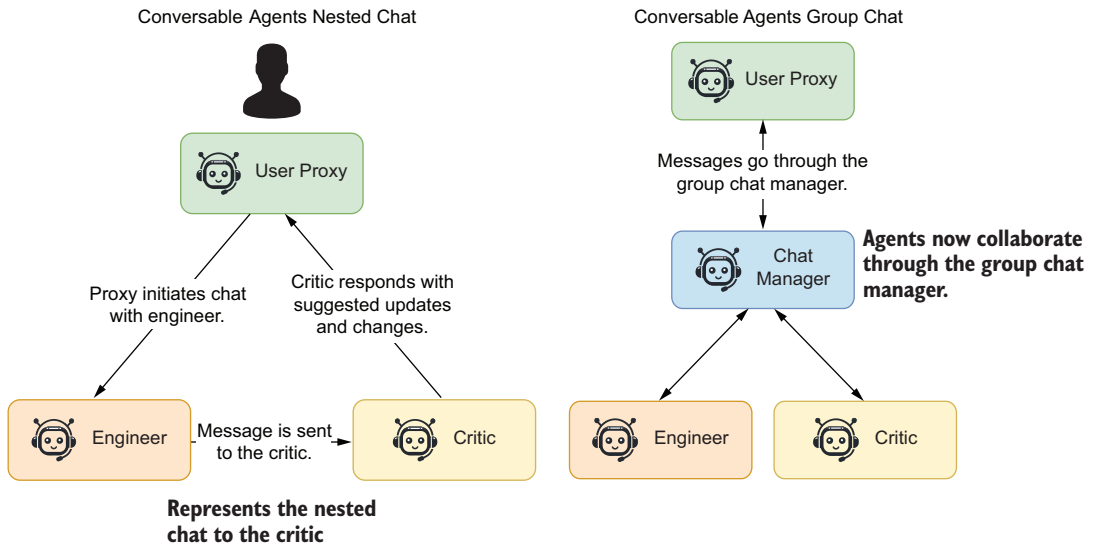 Conversable Agents Nested Chat
User Proxy
Proxy initiates chat
with engineer.
Critic responds with
suggested updates
and changes.
Engineer
Message is sent
to the critic.
Critic
Represents the nested
chat to the critic
Conversable Agents Group Chat
User Proxy
Messages go through the
group chat manager.
Chat
Manager
Agents now collaborate
through the group chat
manager.
Engineer
Critic